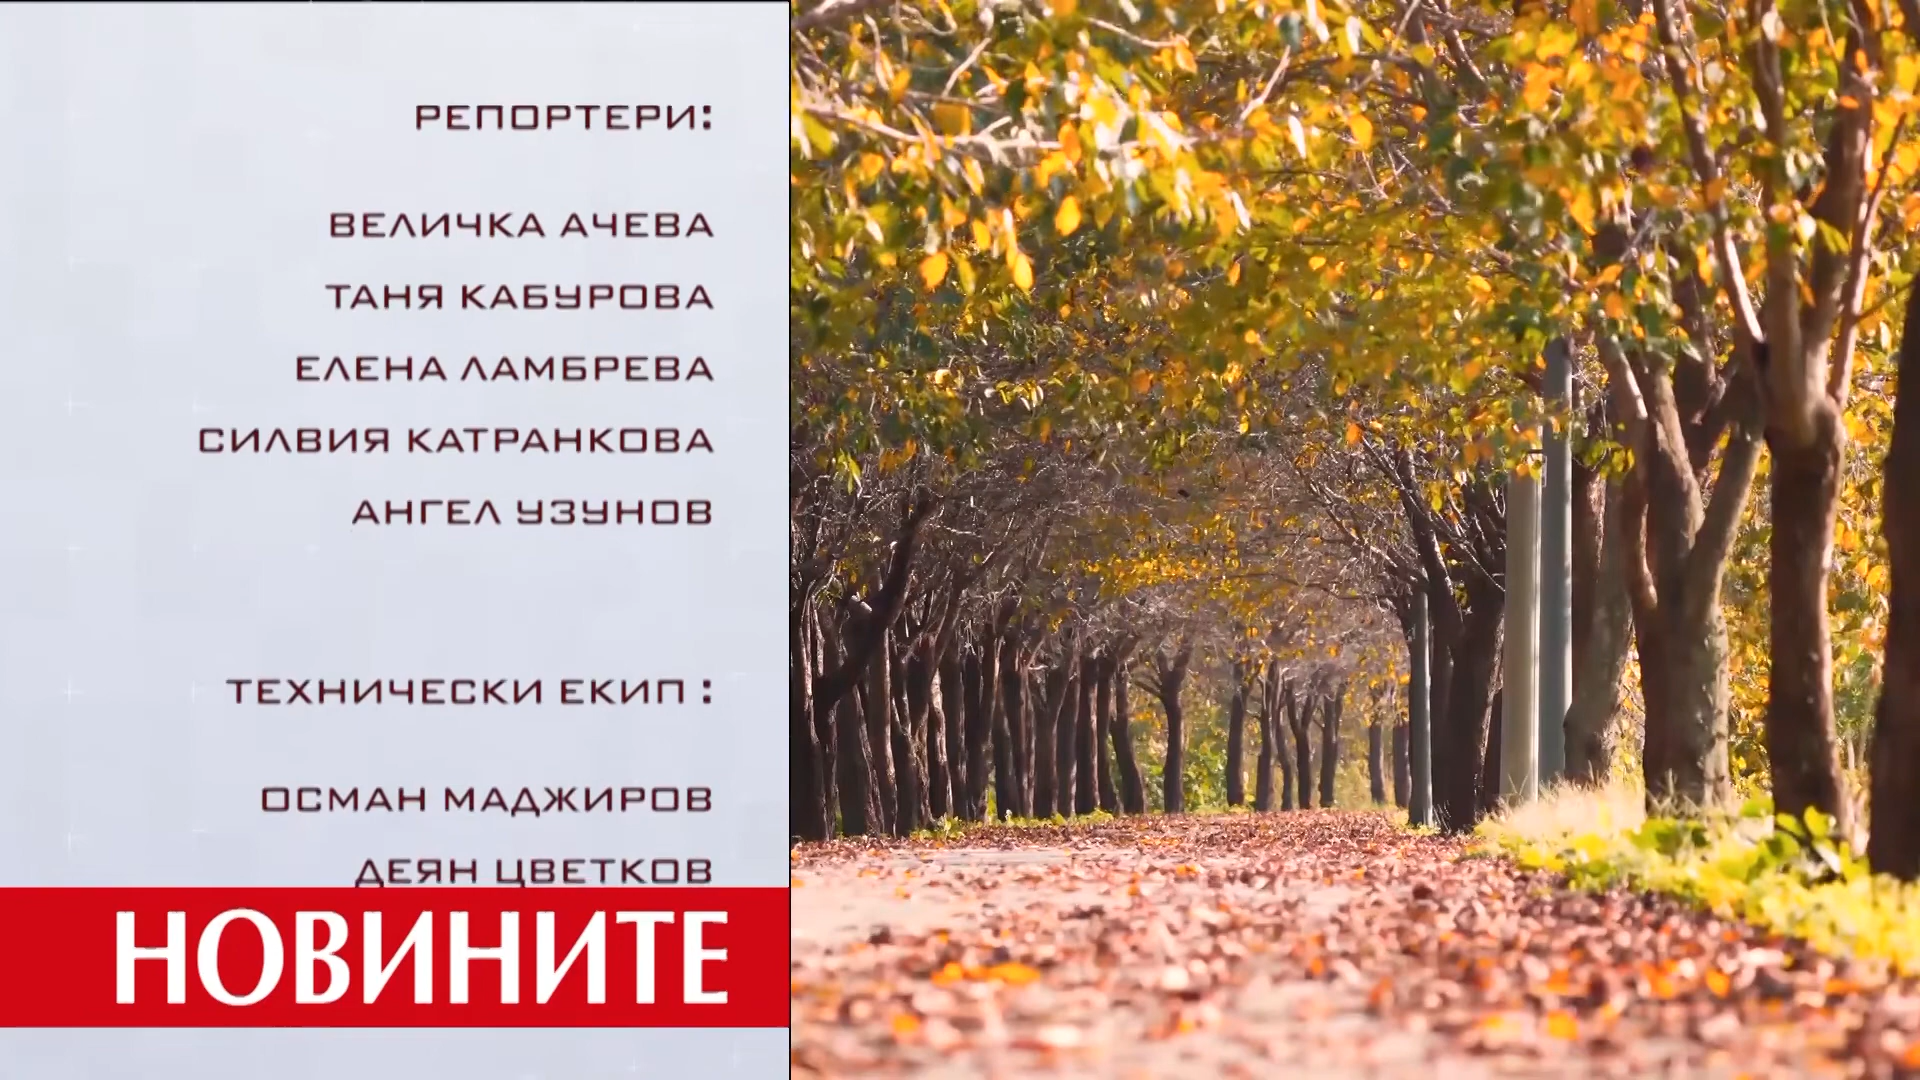 РЕПОРТЕРИ:
ВЕЛИЧКА АЧЕВА
ТАНЯ КАБУРОВА
ЕЛЕНА ЛАМБРЕВА
СИЛВИЯ КАТРАНКОВА
АНГЕЛ УЗУНОВ
ТЕХНИЧЕСКИ ЕКИП :
ОСМАН МАДЖИРОВ
ДЕЯН ЦВЕТКОВ
НОВИНИТЕ